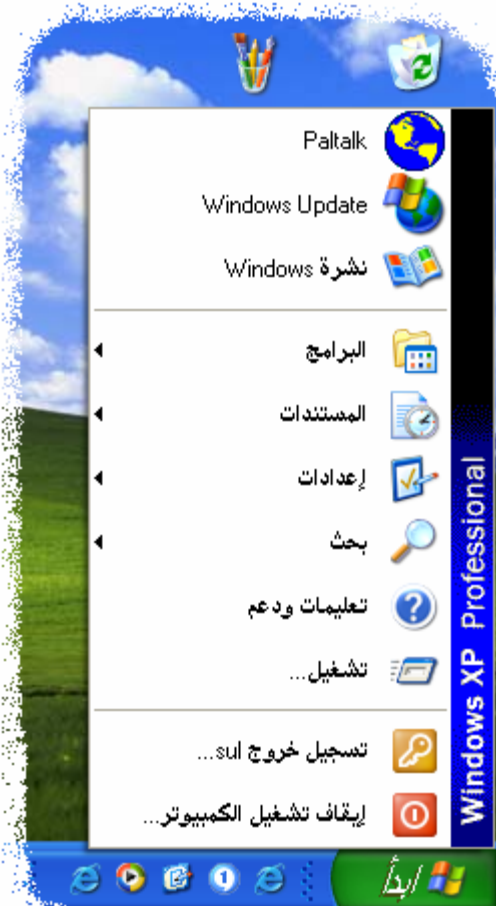 Paltalk
Windows Update
نشرة Windows
البرامج
المستندات
إعدادات
بحث
تعليمات ودعم
تشغيل...
تسجيل خروج sul...
إيقاف تشغيل الكمبيوتر...
Windows XP Professional
ابدأ
1